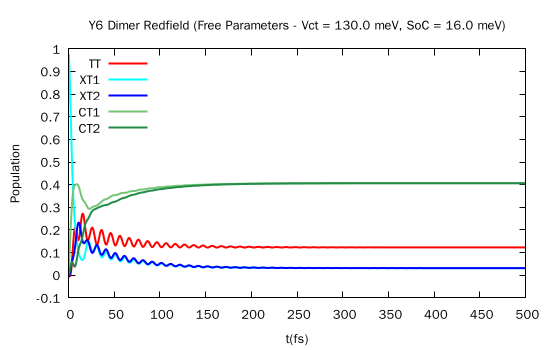 Y6 Dimer Redfield (Free Parameters - Vct = 130.0 meV, SoC = 16.0 meV)
1
0.9
0.8
0.7
0.6
0.5
0.4
0.3
0.2
0.1
0
-0.1
Population
TT
XT1
XT2
CT1
CT2
0 50 100 150 200 250 300 350 400 450 500
t(fs)